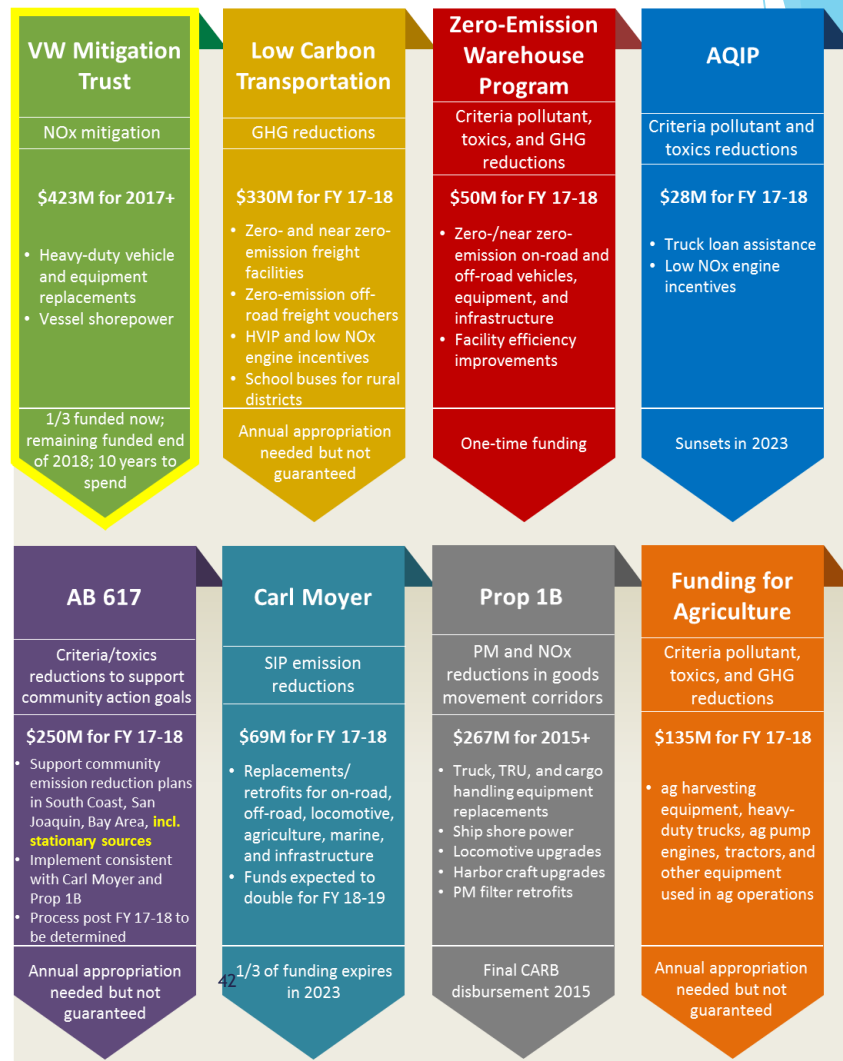 VW Mitigation
Trust
NOx mitigation
$423M for 2017+
• Heavy-duty vehicle
and equipment
replacements
• Vessel shorepower
1/3 funded now;
remaining funded end
of 2018; 10 years to
spend
Low Carbon
Transportation
GHG reductions
$330M for FY 17-18
• Zero- and near zero-
emission freight
facilities
• Zero-emission off-
road freight vouchers
• HVIP and low NOx
engine incentives
• School buses for rural
districts
Annual appropriation
needed but not
guaranteed
Zero-Emission
Warehouse
Program
Criteria pollutant,
toxics, and GHG
reductions
$50M for FY 17-18
• Zero-/near zero-
emission on-road and
off-road vehicles,
equipment, and
infrastructure
• Facility efficiency
improvements
One-time funding
AQIP
Criteria pollutant and
toxics reductions
$28M for FY 17-18
• Truck loan assistance
• Low NOx engine
incentives
Sunsets in 2023
AB 617
Criteria/toxics
reductions to support
community action goals
$250M for FY 17-18
• Support community
emission reduction plans
in South Coast, San
Joaquin, Bay Area, incl.
stationary sources
• Implement consistent
with Carl Moyer and
Prop 1B
• Process post FY 17-18 to
be determined
Annual appropriation
needed but not
guaranteed
Carl Moyer
SIP emission
reductions
$69M for FY 17-18
• Replacements/
retrofits for on-road,
off-road, locomotive,
agriculture, marine,
and infrastructure
• Funds expected to
double for FY 18-19
1/3 of funding expires
in 2023
42
Prop 1B
PM and NOx
reductions in goods
movement corridors
$267M for 2015+
• Truck, TRU, and cargo
handling equipment
replacements
• Ship shore power
• Locomotive upgrades
• Harbor craft upgrades
• PM filter retrofits
Final CARB
disbursement 2015
Funding for
Agriculture
Criteria pollutant,
toxics, and GHG
reductions
$135M for FY 17-18
• ag harvesting
equipment, heavy-
duty trucks, ag pump
engines, tractors, and
other equipment
used in ag operations
Annual appropriation
needed but not
guaranteed